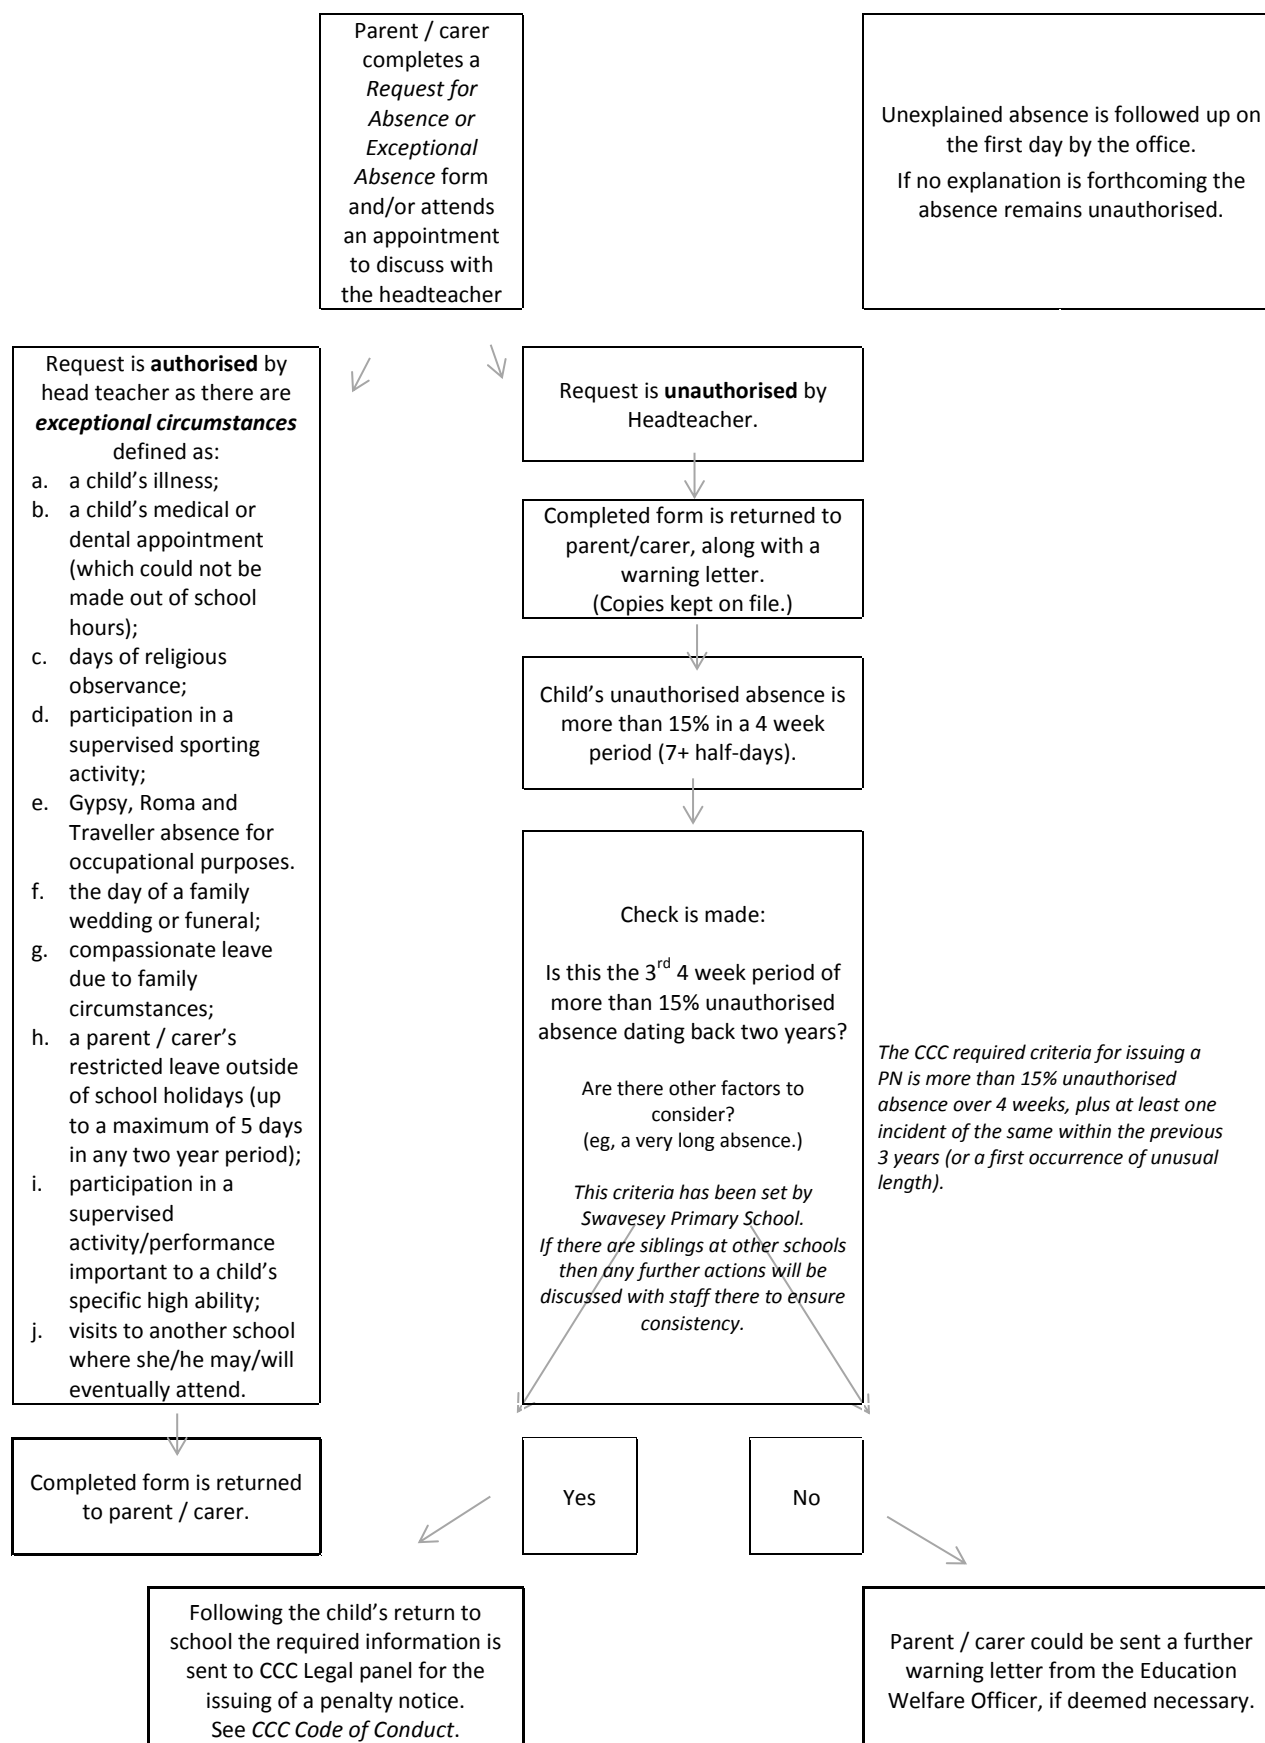 Parent / carer
completes a
Request for
Absence or
Exceptional
Absence form
and/or attends
an appointment
to discuss with
the headteacher
Unexplained absence is followed up on
the first day by the office.
If no explanation is forthcoming the
absence remains unauthorised.
Request is authorised by
head teacher as there are
exceptional circumstances
defined as:
a. a child’s illness;
b. a child’s medical or
dental appointment
(which could not be
made out of school
hours);
c. days of religious
observance;
d. participation in a
supervised sporting
activity;
e. Gypsy, Roma and
Traveller absence for
occupational purposes.
f. the day of a family
wedding or funeral;
g. compassionate leave
due to family
circumstances;
h. a parent / carer’s
restricted leave outside
of school holidays (up
to a maximum of 5 days
in any two year period);
i. participation in a
supervised
activity/performance
important to a child’s
specific high ability;
j. visits to another school
where she/he may/will
eventually attend.
Request is unauthorised by
Headteacher.
Completed form is returned to
parent/carer, along with a
warning letter.
(Copies kept on file.)
Child’s unauthorised absence is
more than 15% in a 4 week
period (7+ half-days).
Check is made:
Is this the 3rd 4 week period of
more than 15% unauthorised
absence dating back two years?
Are there other factors to
consider?
(eg, a very long absence.)
This criteria has been set by
Swavesey Primary School.
If there are siblings at other schools
then any further actions will be
discussed with staff there to ensure
consistency.
The CCC required criteria for issuing a
PN is more than 15% unauthorised
absence over 4 weeks, plus at least one
incident of the same within the previous
3 years (or a first occurrence of unusual
length).
Completed form is returned
to parent / carer.
Yes
No
Following the child’s return to
school the required information is
sent to CCC Legal panel for the
issuing of a penalty notice.
See CCC Code of Conduct.
Parent / carer could be sent a further
warning letter from the Education
Welfare Officer, if deemed necessary.